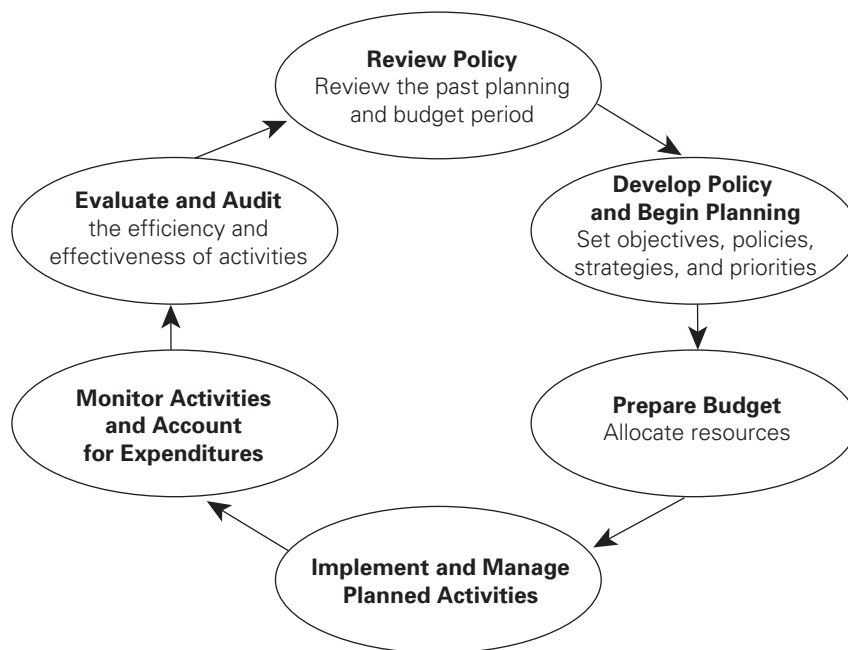 Review Policy
Review the past planning
and budget period
Develop Policy
and Begin Planning
Set objectives, policies,
strategies, and priorities
Prepare Budget
Allocate resources
Implement and Manage
Planned Activities
Monitor Activities
and Account
for Expenditures
Evaluate and Audit
the efficiency and
effectiveness of activities